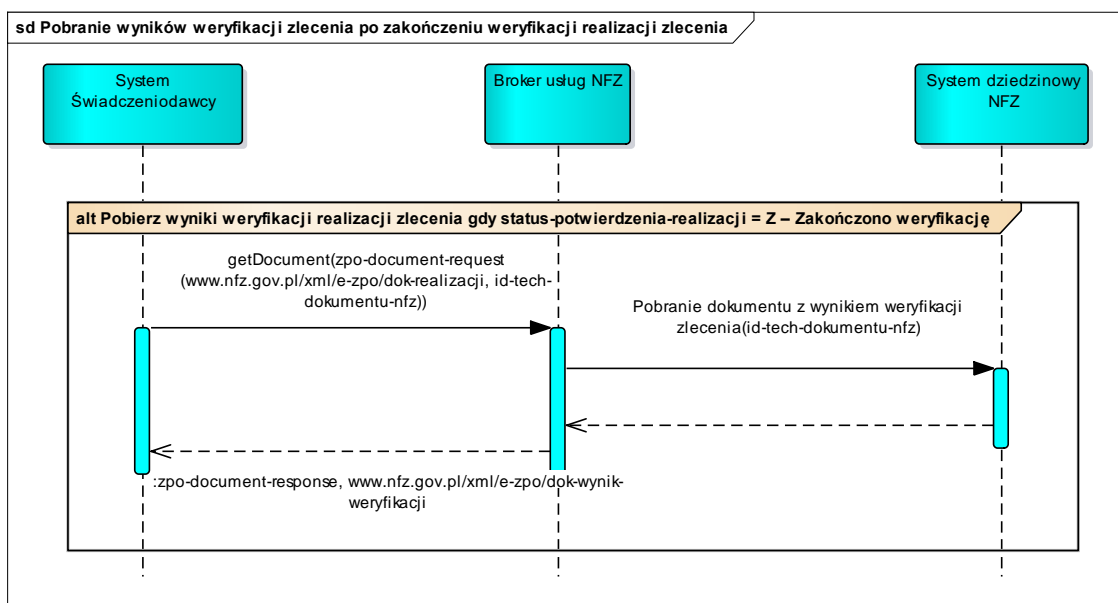 sd Pobranie wyników weryfikacji zlecenia po zakończeniu weryfikacji realizacji zlecenia
System
Świadczeniodawcy
Broker usług NFZ
System dziedzinowy
NFZ
alt Pobierz wyniki weryfikacji realizacji zlecenia gdy status-potwierdzenia-realizacji = Z – Zakończono weryfikację
getDocument(zpo-document-request
(www.nfz.gov.pl/xml/e-zpo/dok-realizacji, id-tech-
dokumentu-nfz))
Pobranie dokumentu z wynikiem weryfikacji
zlecenia(id-tech-dokumentu-nfz)
:zpo-document-response, www.nfz.gov.pl/xml/e-zpo/dok-wynik-
weryfikacji